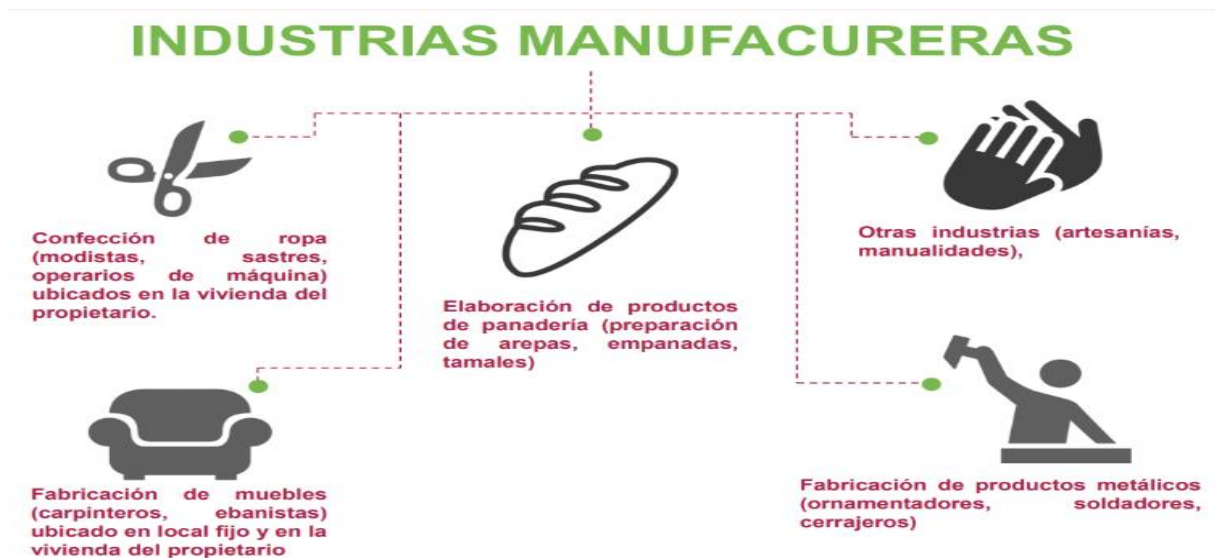 INDUSTRIAS MANUFACURERAS
Confección de ropa
(modistas, sastres,
operarios de máquina)
ubicados en la vivienda del
propietario.
Elaboración de productos
de panadería (preparación
de arepas, empanadas,
tamales)
Otras industrias (artesanías,
manualidades),
Fabricación de muebles
(carpinteros, ebanistas)
ubicado en local fijo y en la
vivienda del propietario
Fabricación de productos metálicos
(ornamentadores, soldadores,
cerrajeros)